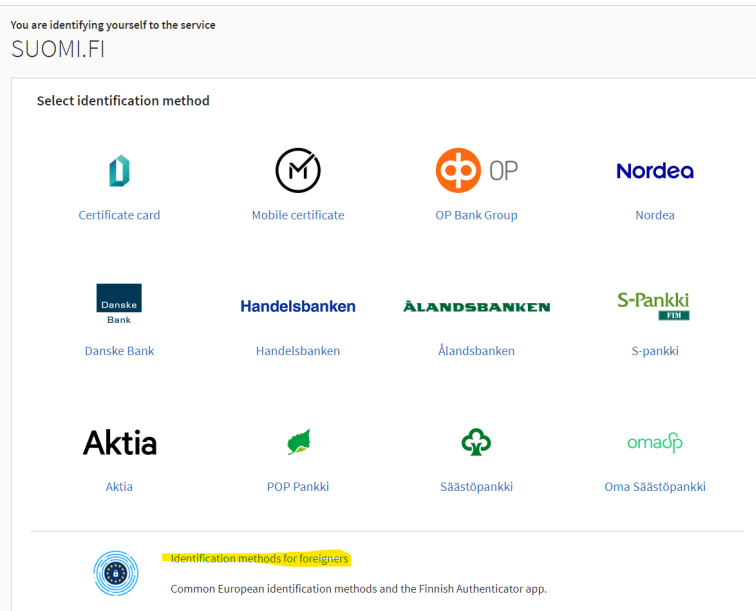 You are identifying yourself to the service
SUOMI.FI
Select identification method
OP
Nordea
Certificate card
Mobile certificate
OP Bank Group
Nordea
Danske
Bank
Handelsbanken
ÅLANDSBANKEN
S-Pankki
FIM
Danske Bank
Handelsbanken
Ålandsbanken
S-pankki
Aktia
omasp
Aktia
POP Pankki
Säästöpankki
Oma Säästöpankki
Identification methods for foreigners
Common European identification methods and the Finnish Authenticator app.